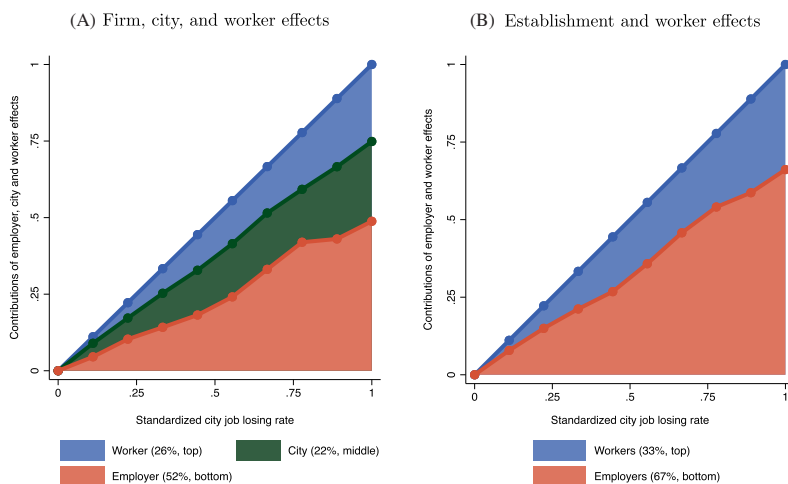 (A) Firm, city, and worker effects
Contributions of employer, city and worker effects
1
.75
.5
.25
0
0 .25 .5 .75 1
Standardized city job losing rate
Worker (26%, top) City (22%, middle)
Employer (52%, bottom)
(B) Establishment and worker effects
Contributions of employer and worker effects
1
.75
.5
.25
0
0 .25 .5 .75 1
Standardized city job losing rate
Workers (33%, top)
Employers (67%, bottom)